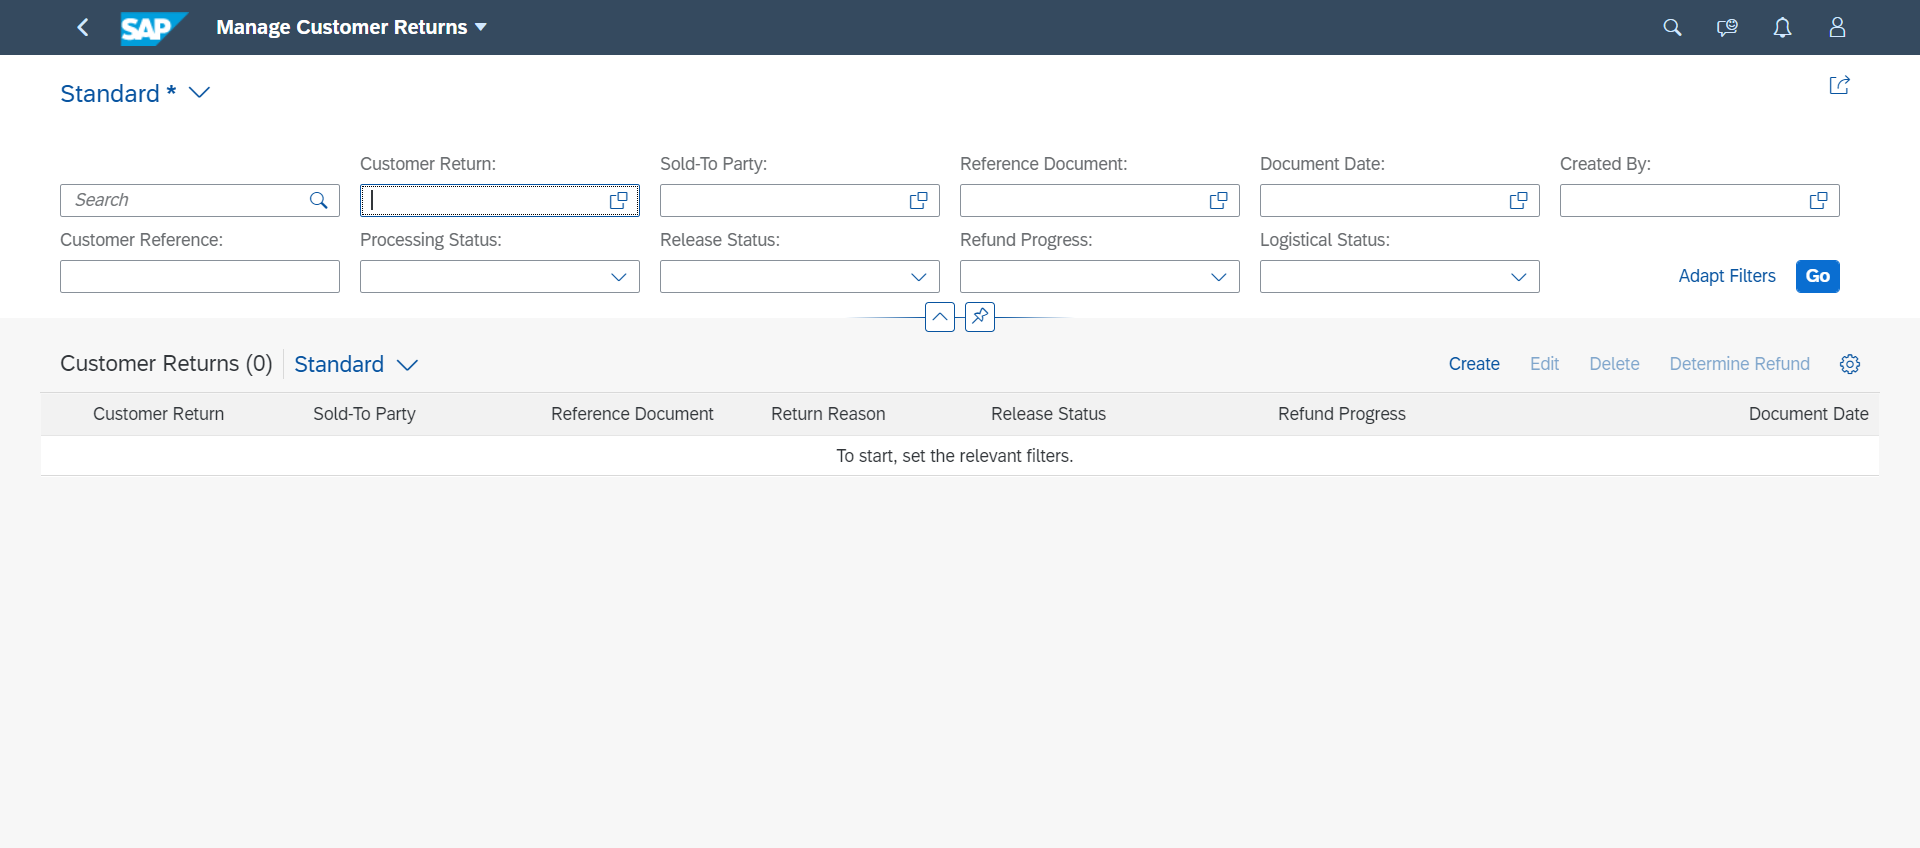 SAP Manage Customer Returns
Standard *
Customer Return: Sold-To Party: Reference Document: Document Date: Created By:
Search
Customer Reference: Processing Status: Release Status: Refund Progress: Logistical Status:
Adapt Filters Go
Customer Returns (0) Standard Create Edit Delete Determine Refund
Customer Return Sold-To Party Reference Document Return Reason Release Status Refund Progress Document Date
To start, set the relevant filters.